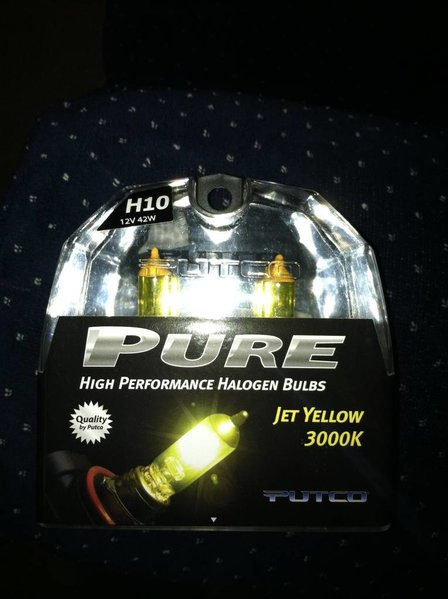 H10
12V 42W
PUTCO
PURE
HIGH PERFORMANCE HALOGEN BULBS
Quality
by Putco
JET YELLOW
3000K
PUTCO